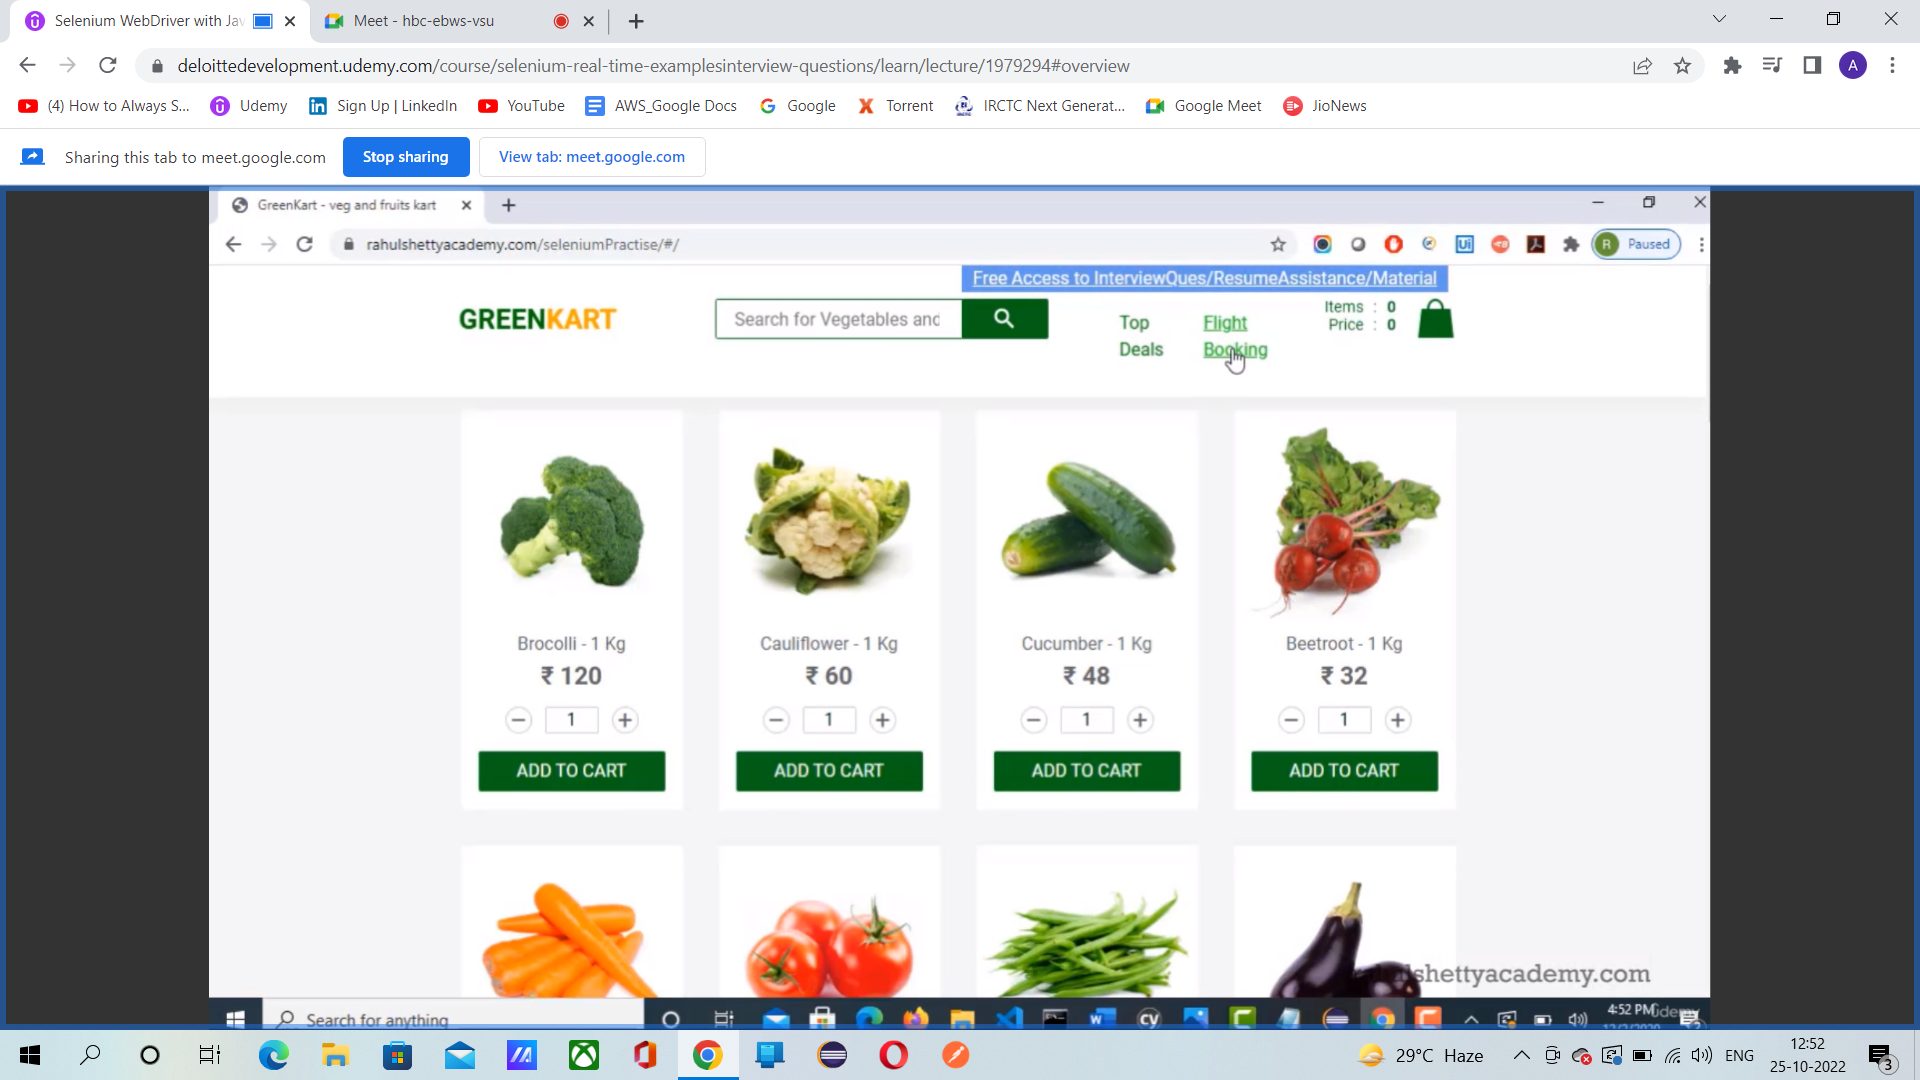 Selenium WebDriver with Jav
Meet - hbc-ebws-vsu
deloittedevelopment.udemy.com/course/selenium-real-time-examplesinterview-questions/learn/lecture/1979294#overview
A
(4) How to Always S...
Udemy
Sign Up | LinkedIn
YouTube
AWS_Google Docs
Google
Torrent
IRCTC Next Generat...
Google Meet
JioNews
Sharing this tab to meet.google.com
Stop sharing
View tab: meet.google.com
GreenKart - veg and fruits kart
rahulshettyacademy.com/seleniumPractise/#/
R Paused
Free Access to InterviewQues/ResumeAssistance/Material
GREENKART
Search for Vegetables and
Top
Deals
Flight
Booking
Items : 0
Price : 0
Brocolli - 1 Kg
₹ 120
1
ADD TO CART
Cauliflower - 1 Kg
₹ 60
1
ADD TO CART
Cucumber - 1 Kg
₹ 48
1
ADD TO CART
Beetroot - 1 Kg
₹ 32
1
ADD TO CART
shettyacademy.com
Search for anything
4:52 PM
29°C Haze
ENG
12:52
25-10-2022
3